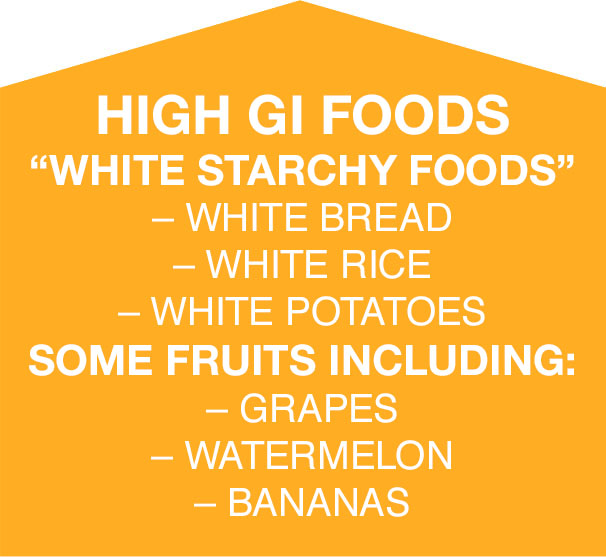 HIGH GI FOODS
“WHITE STARCHY FOODS”
– WHITE BREAD
– WHITE RICE
– WHITE POTATOES
SOME FRUITS INCLUDING:
– GRAPES
– WATERMELON
– BANANAS